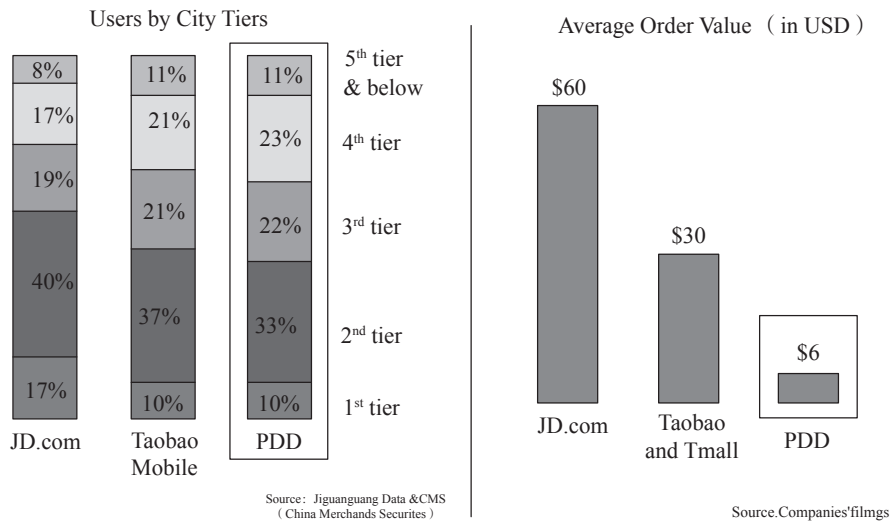 Users by City Tiers
8%
17%
19%
40%
17%
JD.com
11%
21%
21%
37%
10%
Taobao
Mobile
11%
23%
22%
33%
10%
PDD
5th tier
& below
4th tier
3rd tier
2nd tier
1st tier
Source: Jiguanguang Data &CMS
( China Merchands Securites )
Average Order Value ( in USD )
$60
JD.com
$30
Taobao
and Tmall
$6
PDD
Source.Companies'filmgs